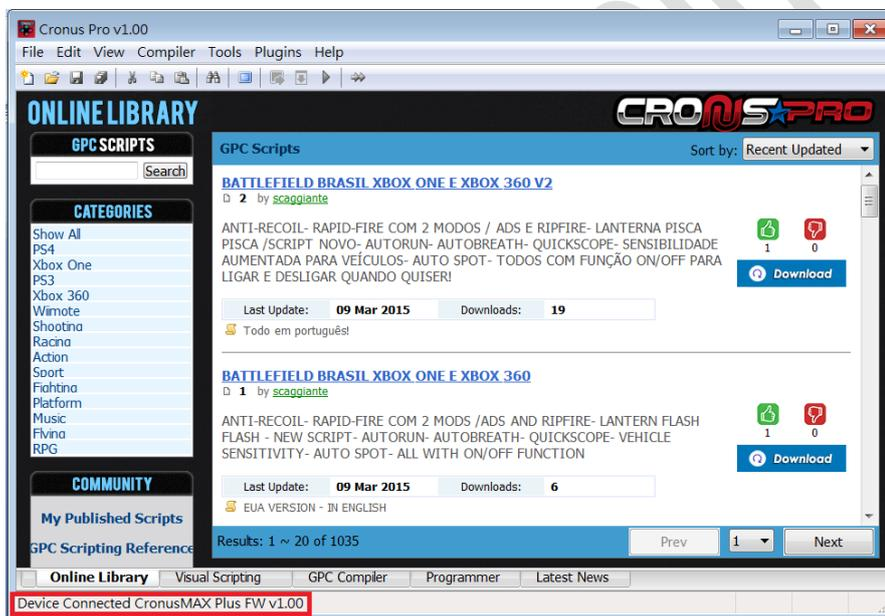 Cronus Pro v1.00
File Edit View Compiler Tools Plugins Help
ONLINE LIBRARY
CRONUS PRO
GPC SCRIPTS
Search
CATEGORIES
Show All
PS4
Xbox One
PS3
Xbox 360
Wiimote
Shooting
Racing
Action
Sport
Fighting
Platform
Music
Flying
RPG
COMMUNITY
My Published Scripts
GPC Scripting Reference
GPC Scripts
Sort by: Recent Updated
BATTLEFIELD BRASIL XBOX ONE E XBOX 360 V2
2 by scaggiante
ANTI-RECOIL- RAPID-FIRE COM 2 MODOS / ADS E RIPFIRE- LANTERNA PISCA
PISCA /SCRIPT NOVO- AUTORUN- AUTOBREATH- QUICKSCOPE- SENSIBILIDADE
AUMENTADA PARA VEÍCULOS- AUTO SPOT- TODOS COM FUNÇÃO ON/OFF PARA
LIGAR E DESLIGAR QUANDO QUISER!
1 0
Download
Last Update: 09 Mar 2015 Downloads: 19
Todo em português!
BATTLEFIELD BRASIL XBOX ONE E XBOX 360
1 by scaggiante
ANTI-RECOIL- RAPID-FIRE COM 2 MODS /ADS AND RIPFIRE- LANTERN FLASH
FLASH - NEW SCRIPT- AUTORUN- AUTOBREATH- QUICKSCOPE- VEHICLE
SENSITIVITY- AUTO SPOT- ALL WITH ON/OFF FUNCTION
1 0
Download
Last Update: 09 Mar 2015 Downloads: 6
EUA VERSION - IN ENGLISH
Results: 1 ~ 20 of 1035
Prev 1 Next
Online Library Visual Scripting GPC Compiler Programmer Latest News
Device Connected CronusMAX Plus FW v1.00